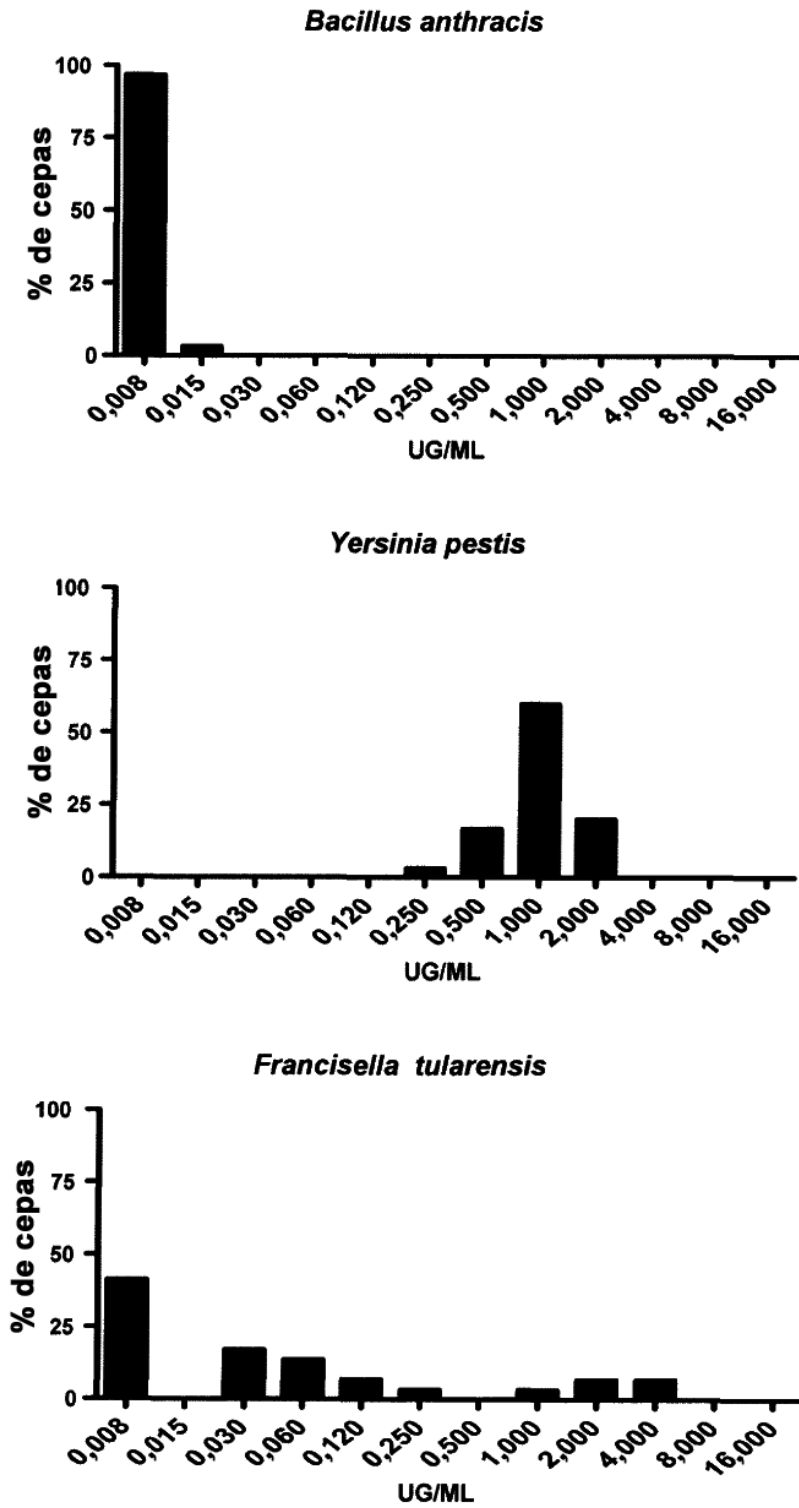 Bacillus anthracis
100
75
50
25
0
% de cepas
0,008 0,015 0,030 0,060 0,120 0,250 0,500 1,000 2,000 4,000 8,000 16,000
UG/ML
Yersinia pestis
100
75
50
25
0
% de cepas
0,008 0,015 0,030 0,060 0,120 0,250 0,500 1,000 2,000 4,000 8,000 16,000
UG/ML
Francisella tularensis
100
75
50
25
0
% de cepas
0,008 0,015 0,030 0,060 0,120 0,250 0,500 1,000 2,000 4,000 8,000 16,000
UG/ML